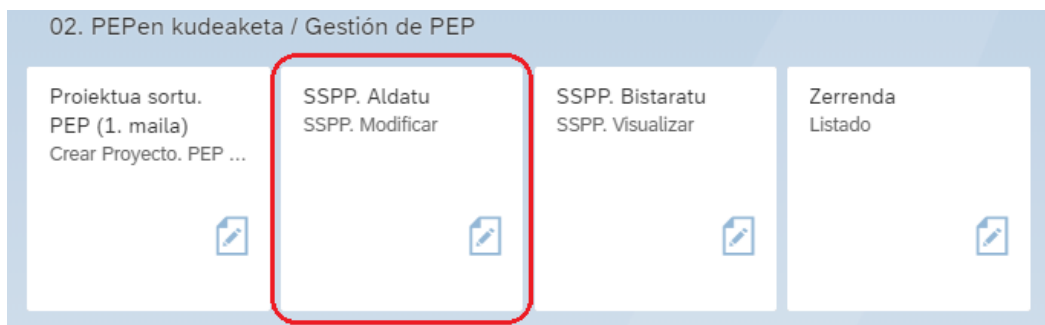 02. PEPen kudeaketa / Gestión de PEP
Proiektua sortu.
PEP (1. maila)
Crear Proyecto. PEP ...
SSPP. Aldatu
SSPP. Modificar
SSPP. Bistaratu
SSPP. Visualizar
Zerrenda
Listado